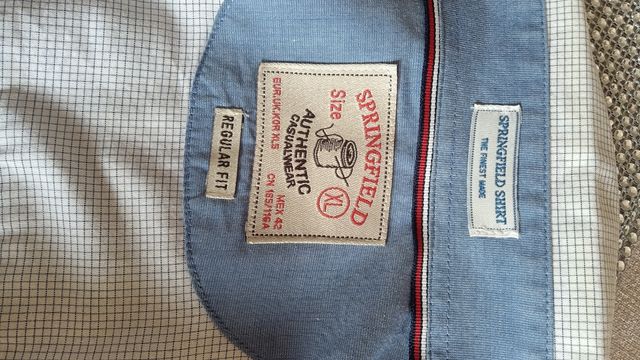 SPRINGFIELD
Size
XL
AUTHENTIC
CASUALWEAR
EUR.UK.KOR XLS
MEX 42
CN 185/116A
REGULAR FIT
SPRINGFIELD SHIRT
THE FINEST MADE